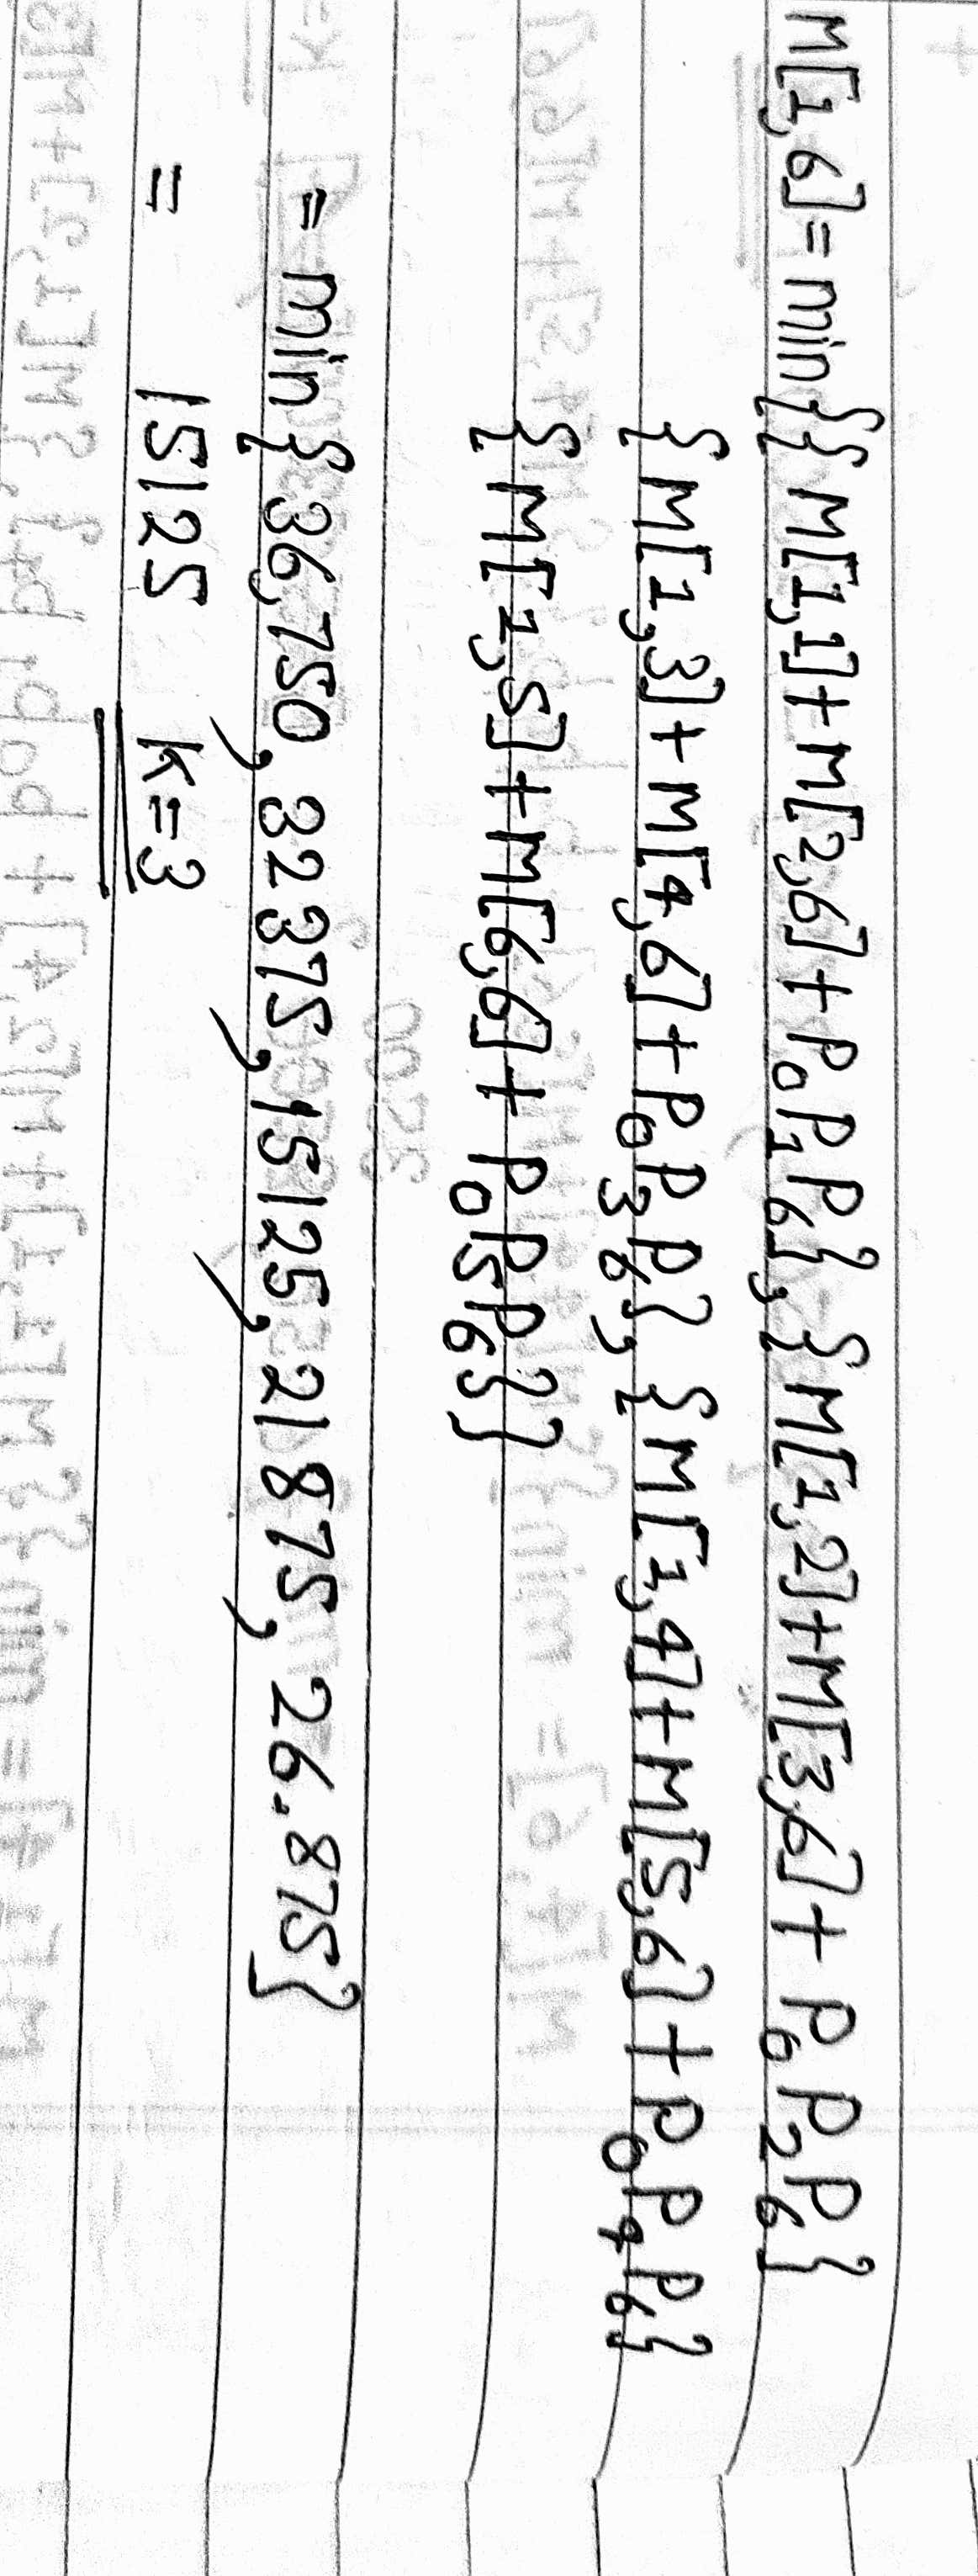 M[1,6] = min{{M[1,1]+M[2,6]+P₀P₁P₆}, {M[1,2]+M[3,6]+ P₀P₂P₆}
{M[1,3]+M[4,6]+P₀P₃P₆}, {M[1,4]+M[5,6]+P₀P₄P₆}
{M[1,5]+M[6,6]+P₀P₅P₆}}
= min{36,750, 32375, 15125, 21875, 26.875}
= 15125 k=3